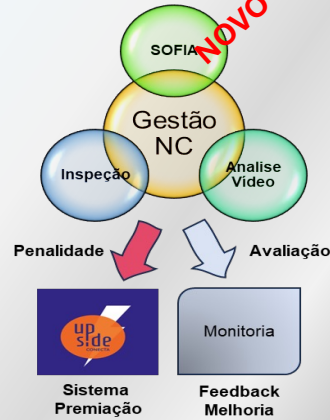 NOVO
SOFIA
Gestão
NC
Inspeção
Analise
Vídeo
Penalidade
Avaliação
up
side
Monitoria
Sistema
Premiação
Feedback
Melhoria